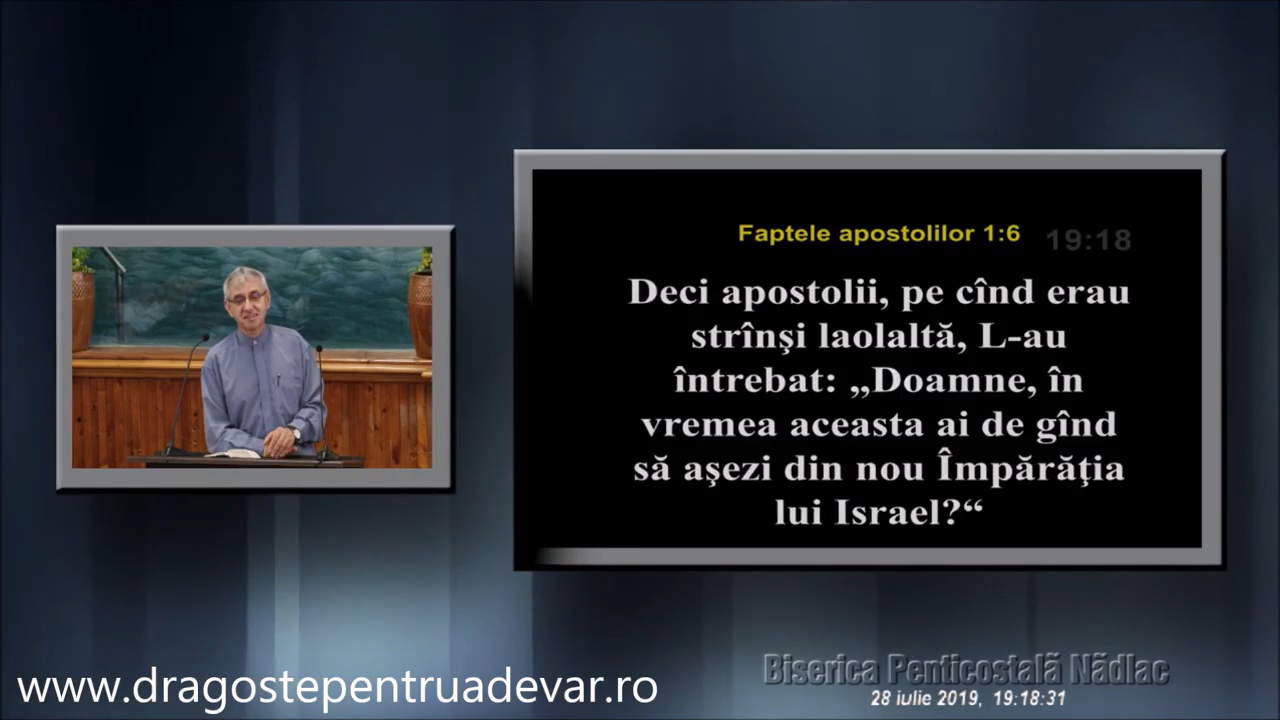 Faptele apostolilor 1:6
19:18
Deci apostolii, pe cînd erau
strînşi laolaltă, L-au
întrebat: „Doamne, în
vremea aceasta ai de gînd
să aşezi din nou Împărăţia
lui Israel?“
www.dragostepentruadevar.ro
Biserica Penticostalã Nãdlac
28 iulie 2019, 19:18:31